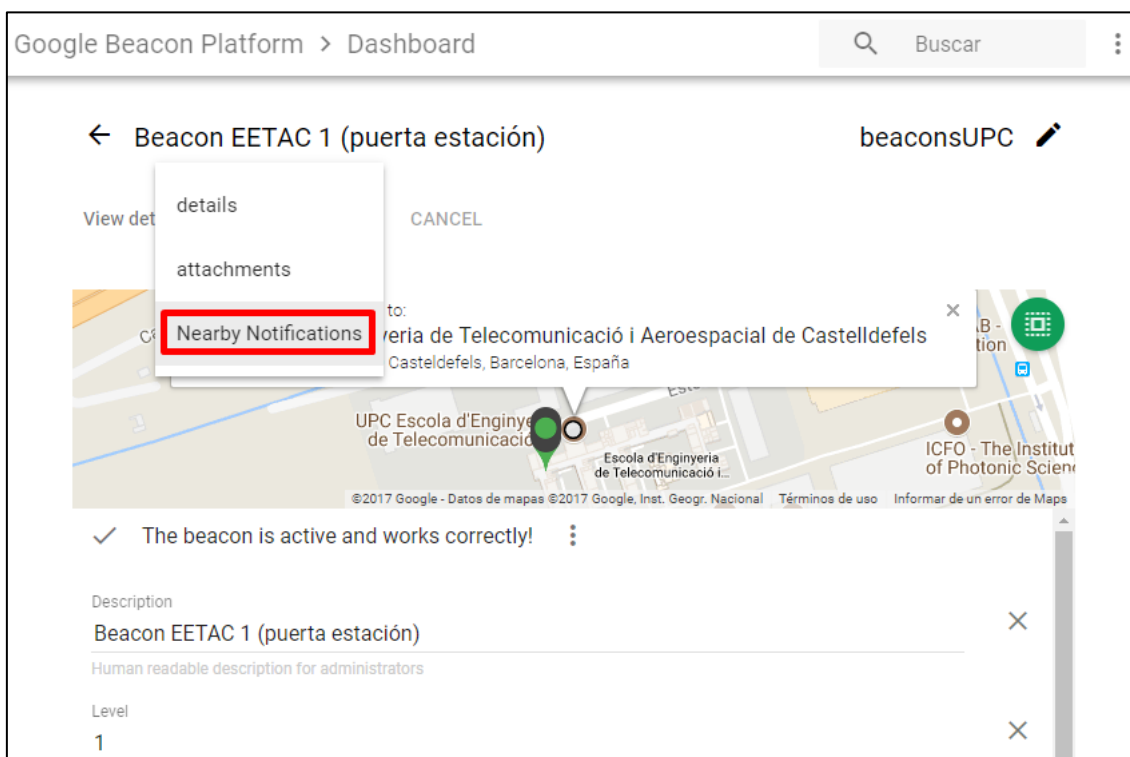 Google Beacon Platform > Dashboard
Buscar
Beacon EETAC 1 (puerta estación)
beaconsUPC
details
View det
CANCEL
attachments
Nearby Notifications
to:
yeria de Telecomunicació i Aeroespacial de Castelldefels
Casteldefels, Barcelona, España
UPC Escola d'Enginye
de Telecomunicació
Escola d'Enginyeria
de Telecomunicació i...
ICFO - The Institut
of Photonic Scien
©2017 Google - Datos de mapas ©2017 Google, Inst. Geogr. Nacional Términos de uso Informar de un error de Maps
The beacon is active and works correctly!
Description
Beacon EETAC 1 (puerta estación)
Human readable description for administrators
Level
1